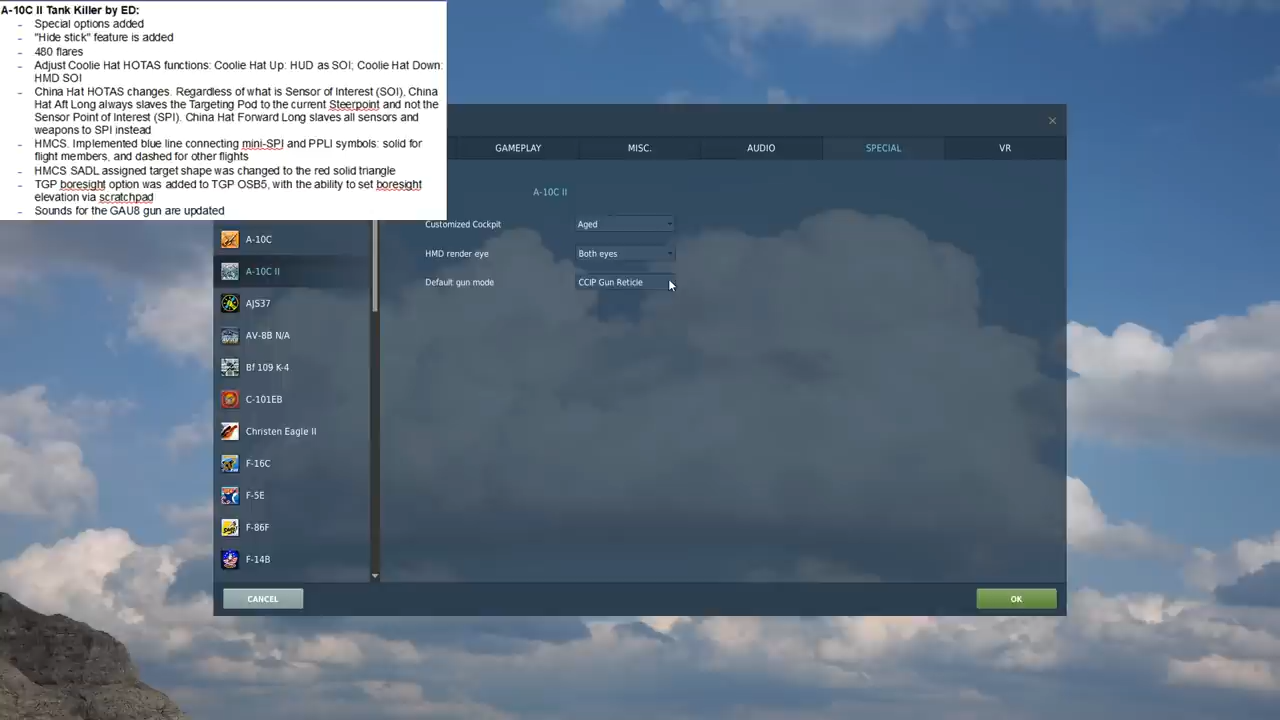 A-10C II Tank Killer by ED:
- Special options added
- "Hide stick" feature is added
- 480 flares
- Adjust Coolie Hat HOTAS functions: Coolie Hat Up: HUD as SOI; Coolie Hat Down:
HMD SOI
- China Hat HOTAS changes. Regardless of what is Sensor of Interest (SOI), China
Hat Aft Long always slaves the Targeting Pod to the current Steerpoint and not the
Sensor Point of Interest (SPI). China Hat Forward Long slaves all sensors and
weapons to SPI instead
- HMCS. Implemented blue line connecting mini-SPI and PPLI symbols: solid for
flight members, and dashed for other flights
- HMCS SADL assigned target shape was changed to the red solid triangle
- TGP boresight option was added to TGP OSB5, with the ability to set boresight
elevation via scratchpad
- Sounds for the GAU8 gun are updated
GAMEPLAY MISC. AUDIO SPECIAL VR
A-10C II
Customized Cockpit Aged
HMD render eye Both eyes
Default gun mode CCIP Gun Reticle
A-10C
A-10C II
AJS37
AV-8B N/A
Bf 109 K-4
C-101EB
Christen Eagle II
F-16C
F-5E
F-86F
F-14B
CANCEL OK